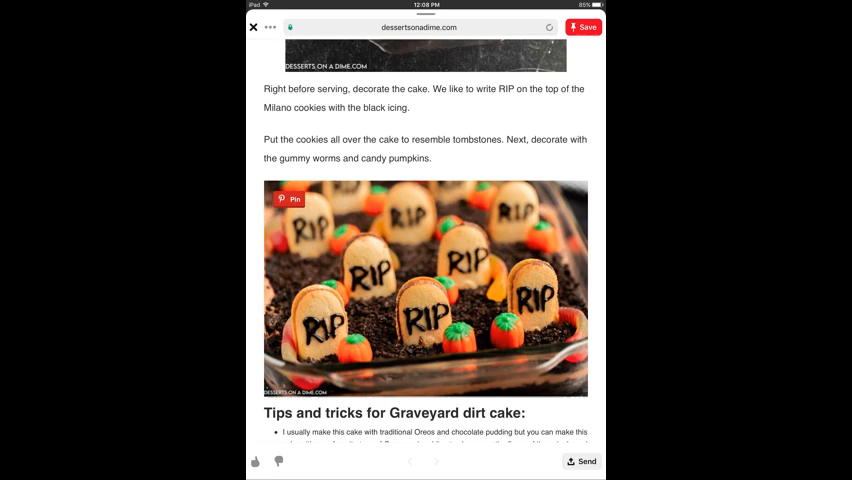 iPad
12:08 PM
85%
dessertsonadime.com
Save
DESSERTS ON A DIME.COM
Right before serving, decorate the cake. We like to write RIP on the top of the
Milano cookies with the black icing.
Put the cookies all over the cake to resemble tombstones. Next, decorate with
the gummy worms and candy pumpkins.
Pin
RIP
RIP
RIP
RIP
RIP
RIP
RIP
RIP
DESSERTS ON A DIME.COM
Tips and tricks for Graveyard dirt cake:
• I usually make this cake with traditional Oreos and chocolate pudding but you can make this
Send